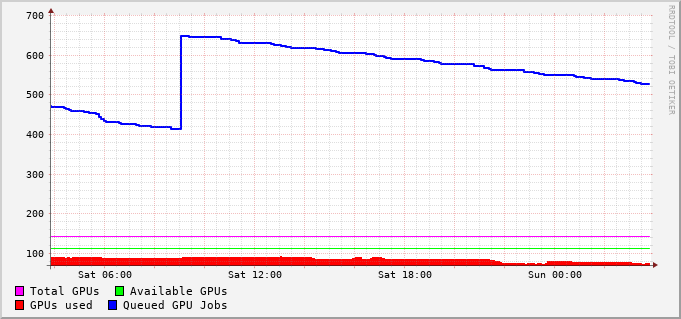 RRDTOOL / TOBI OETIKER
700
600
500
400
300
200
100
Sat 06:00 Sat 12:00 Sat 18:00 Sun 00:00
Total GPUs Available GPUs
GPUs used Queued GPU Jobs